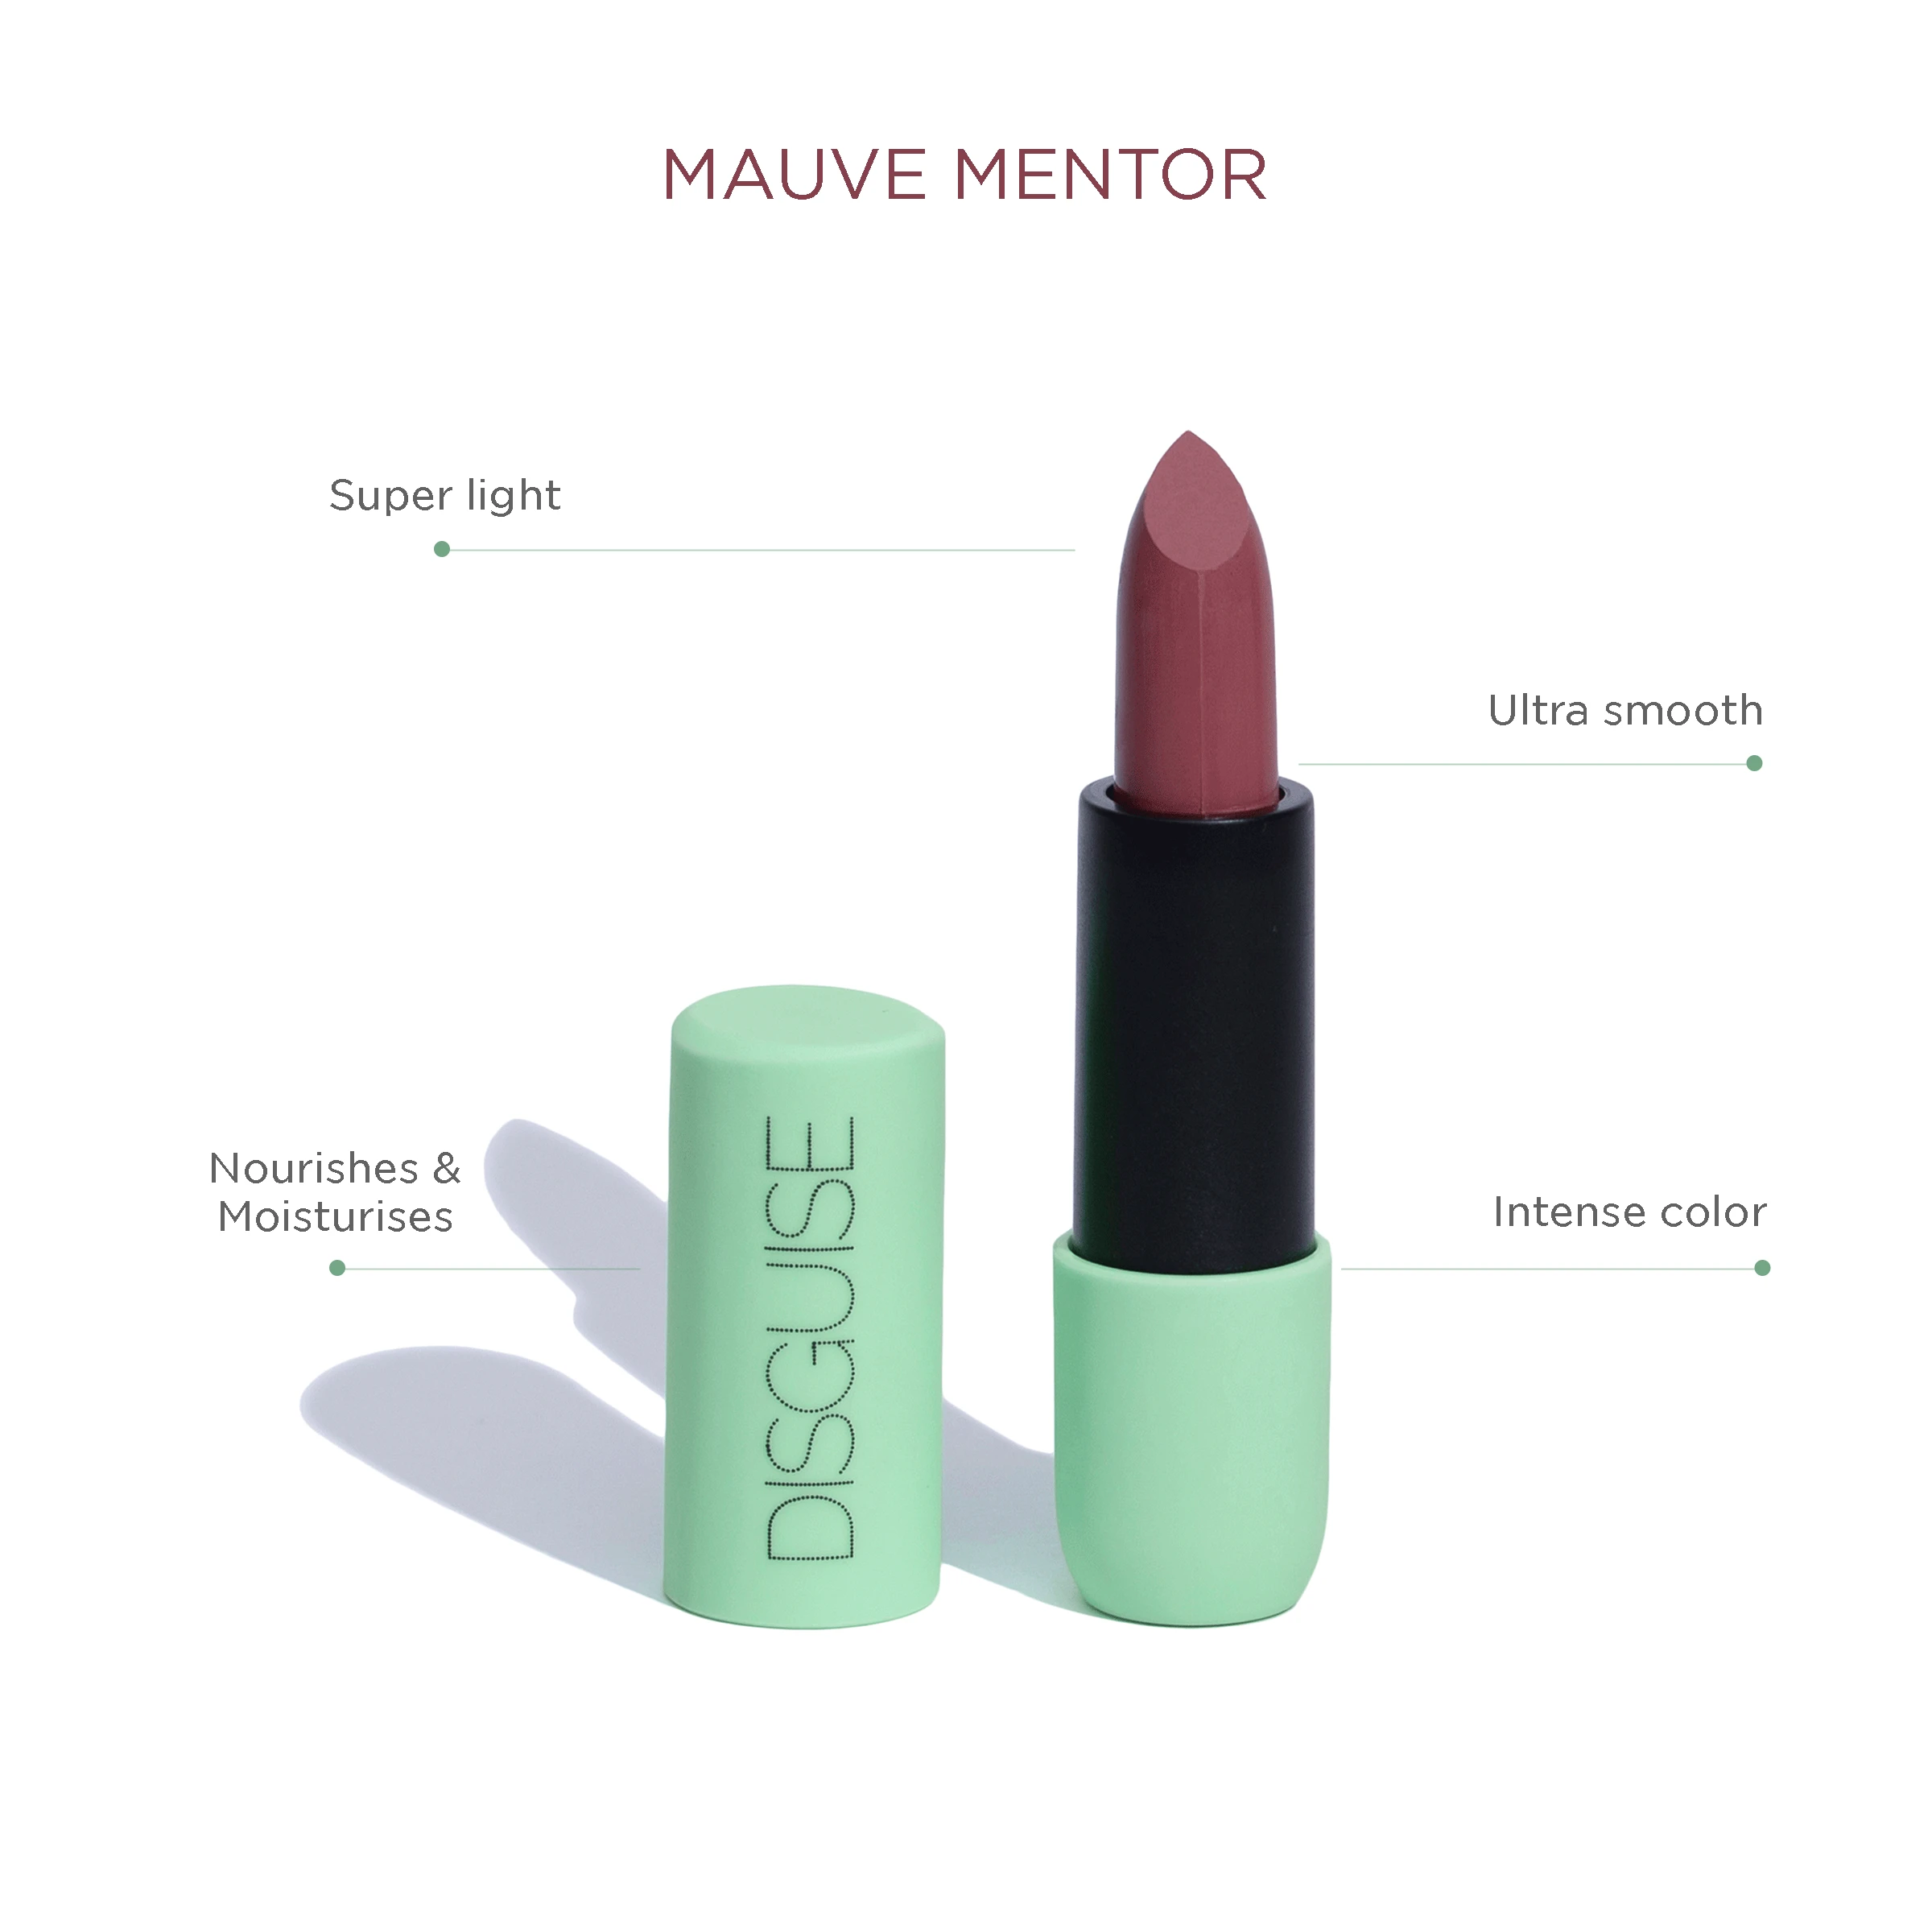 MAUVE MENTOR
Super light
Ultra smooth
Nourishes &
Moisturises
Intense color
DISGUISE